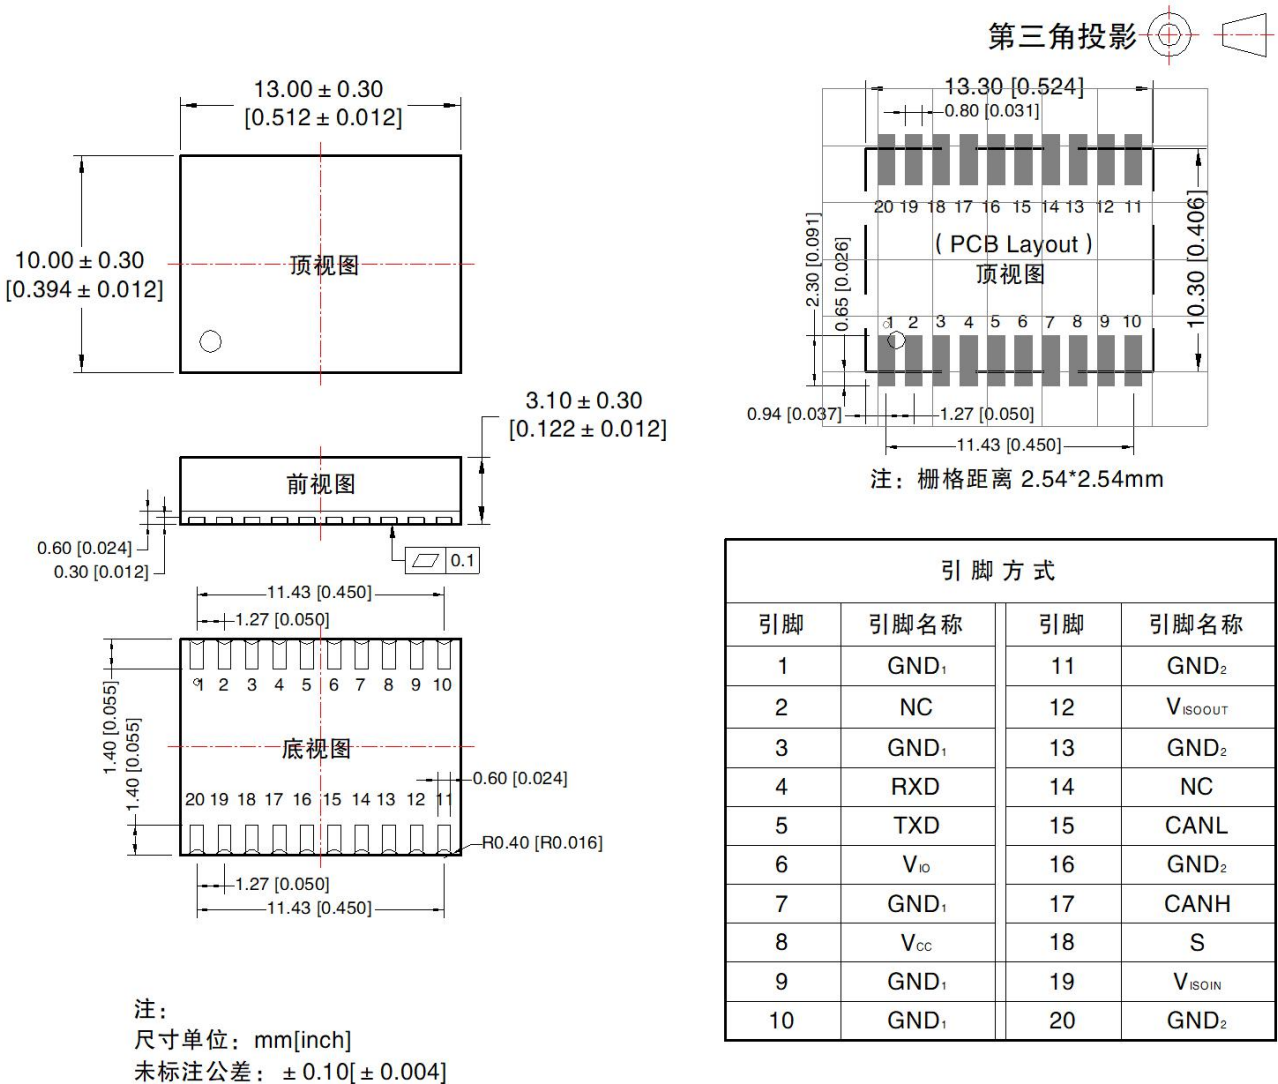 第三角投影
13.00 ± 0.30
[0.512 ± 0.012]
10.00 ± 0.30
[0.394 ± 0.012]
顶视图
3.10 ± 0.30
[0.122 ± 0.012]
前视图
0.60 [0.024]
0.30 [0.012]
0.1
11.43 [0.450]
1.27 [0.050]
1 2 3 4 5 6 7 8 9 10
1.40 [0.055]
1.40 [0.055]
底视图
0.60 [0.024]
20 19 18 17 16 15 14 13 12 11
R0.40 [R0.016]
1.27 [0.050]
11.43 [0.450]
注:
尺寸单位: mm[inch]
未标注公差: ± 0.10[± 0.004]
13.30 [0.524]
0.80 [0.031]
20 19 18 17 16 15 14 13 12 11
( PCB Layout )
顶视图
2.30 [0.091]
0.65 [0.026]
10.30 [0.406]
1 2 3 4 5 6 7 8 9 10
0.94 [0.037]
1.27 [0.050]
11.43 [0.450]
注: 栅格距离 2.54*2.54mm
引脚方式
引脚 引脚名称 引脚 引脚名称
1 GND1 11 GND2
2 NC 12 VISOOUT
3 GND1 13 GND2
4 RXD 14 NC
5 TXD 15 CANL
6 VIO 16 GND2
7 GND1 17 CANH
8 VCC 18 S
9 GND1 19 VISOIN
10 GND1 20 GND2